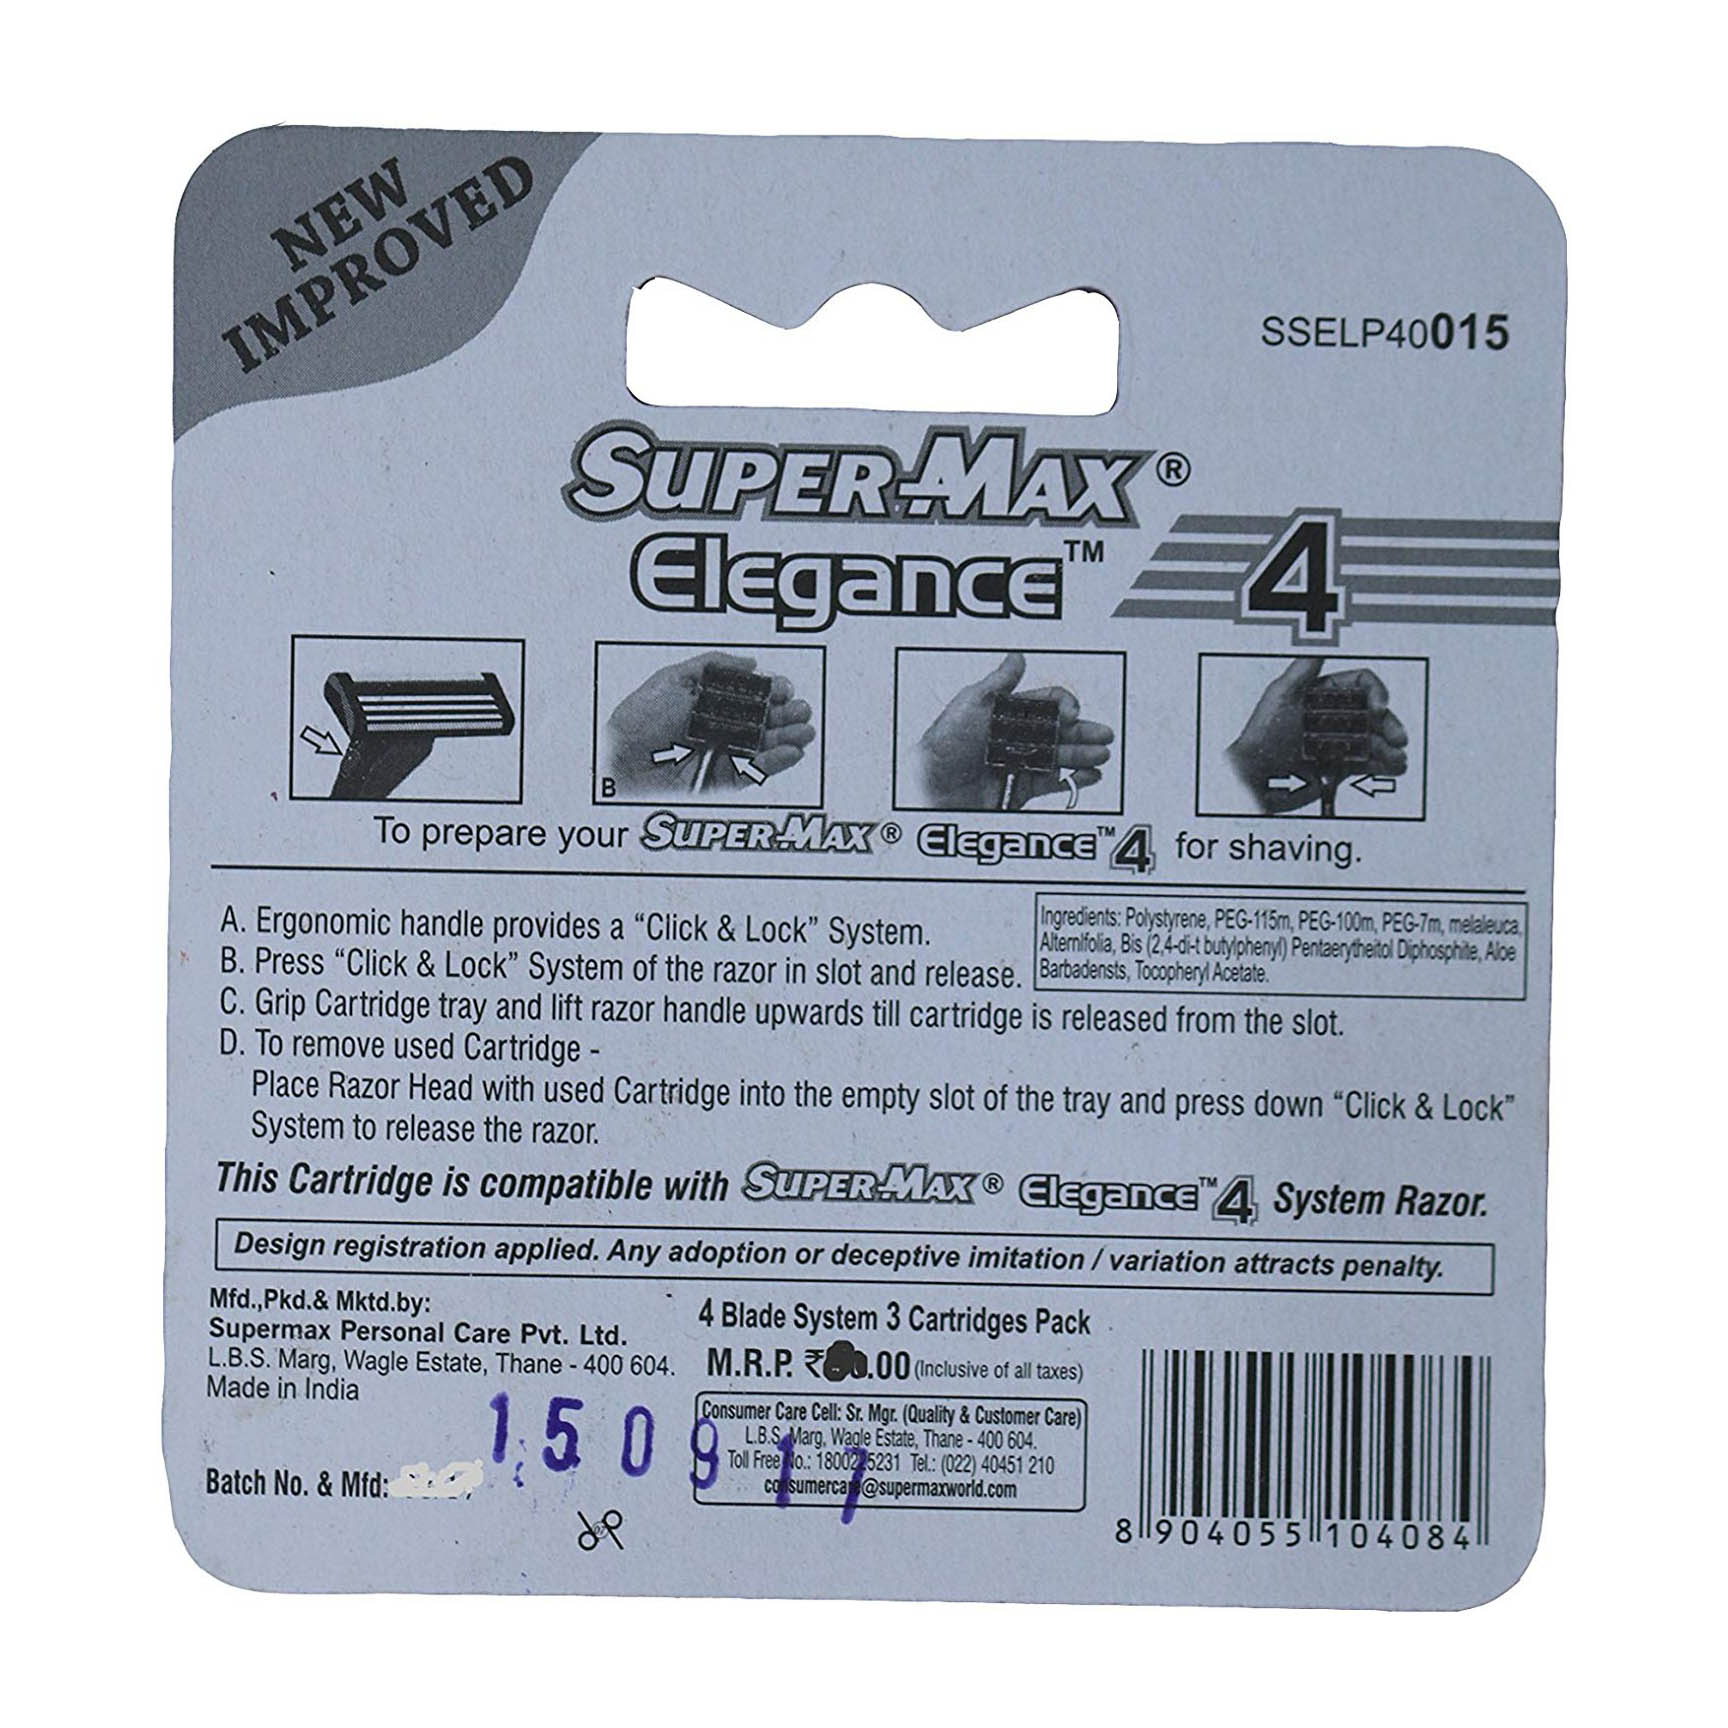 NEW
IMPROVED
SSELP40015
SUPER-MAX®
Elegance™ 4
B
To prepare your SUPER-MAX® Elegance™ 4 for shaving.
A. Ergonomic handle provides a “Click & Lock” System.
B. Press “Click & Lock” System of the razor in slot and release.
Ingredients: Polystyrene, PEG-115m, PEG-100m, PEG-7m, melaleuca,
Alternlfolia, Bis (2,4-di-t butylphenyl) Pentaerytheitol Diphosphite, Aloe
Barbadensts, Tocopheryl Acetate.
C. Grip Cartridge tray and lift razor handle upwards till cartridge is released from the slot.
D. To remove used Cartridge -
Place Razor Head with used Cartridge into the empty slot of the tray and press down “Click & Lock”
System to release the razor.
This Cartridge is compatible with SUPER-MAX® Elegance™ 4 System Razor.
Design registration applied. Any adoption or deceptive imitation / variation attracts penalty.
Mfd.,Pkd.& Mktd.by:
Supermax Personal Care Pvt. Ltd.
L.B.S. Marg, Wagle Estate, Thane - 400 604.
Made in India
4 Blade System 3 Cartridges Pack
M.R.P. ₹ .00 (Inclusive of all taxes)
Consumer Care Cell: Sr. Mgr. (Quality & Customer Care)
L.B.S. Marg, Wagle Estate, Thane - 400 604.
Toll Free No.: 1800225231 Tel.: (022) 40451 210
consumercare@supermaxworld.com
150917
Batch No. & Mfd:
8 904055 104084